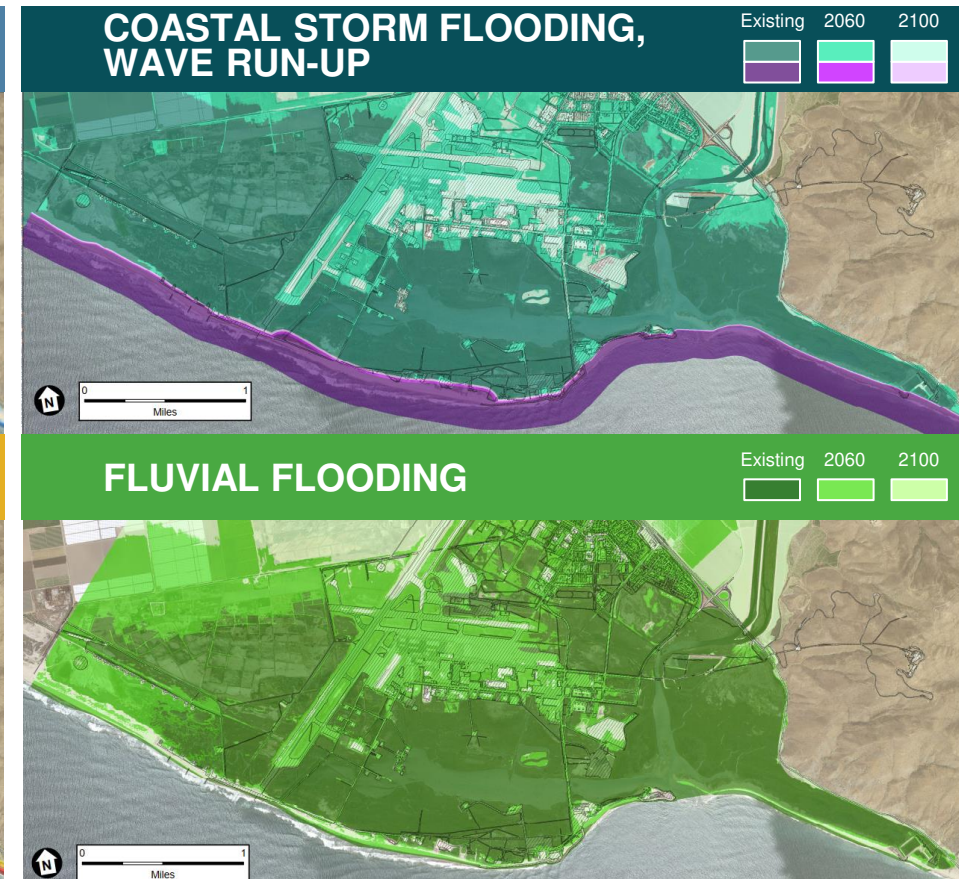 COASTAL STORM FLOODING,
WAVE RUN-UP
Existing 2060 2100
N
0 1
Miles
FLUVIAL FLOODING
Existing 2060 2100
N
0 1
Miles